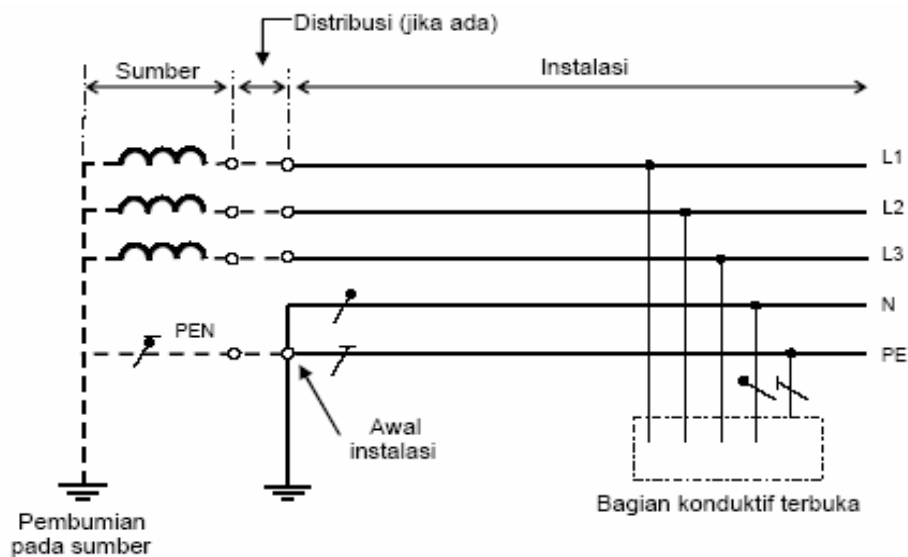 Distribusi (jika ada)
Sumber
Instalasi
L1
L2
L3
N
PEN
PE
Awal
instalasi
Bagian konduktif terbuka
Pembumian
pada sumber